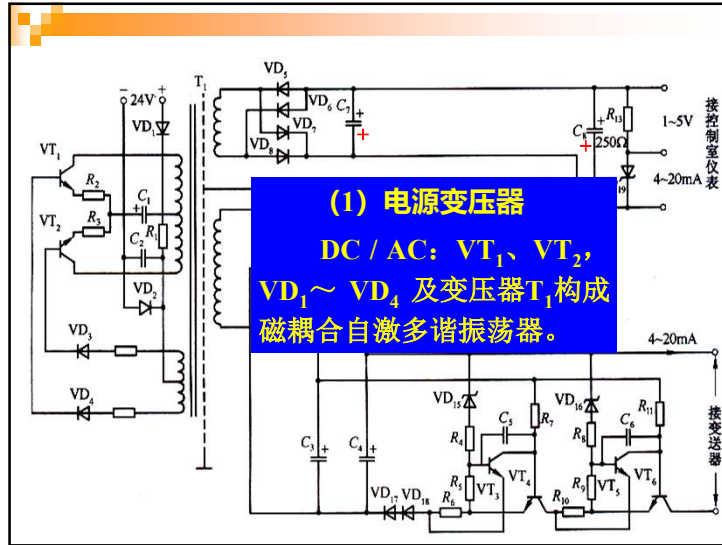 VD5
VD6
VD7
VD8
T1
− 24V +
VD1
VT1
R2
C1
+
VT2
R3
R1
C2
VD2
VD3
VD4
C7
+
+
C8
+
+
250Ω
R13
1~5V
4~20mA
19
接控制室仪表
(1) 电源变压器
DC / AC：VT1、VT2，
VD1～ VD4 及变压器T1构成
磁耦合自激多谐振荡器。
4~20mA
接变送器
VD15
VD16
C3
+
C4
+
R4
C5
R7
R8
C6
R11
R5
VT3
VT4
R9
VT5
VT6
VD17
VD18
R6
R10